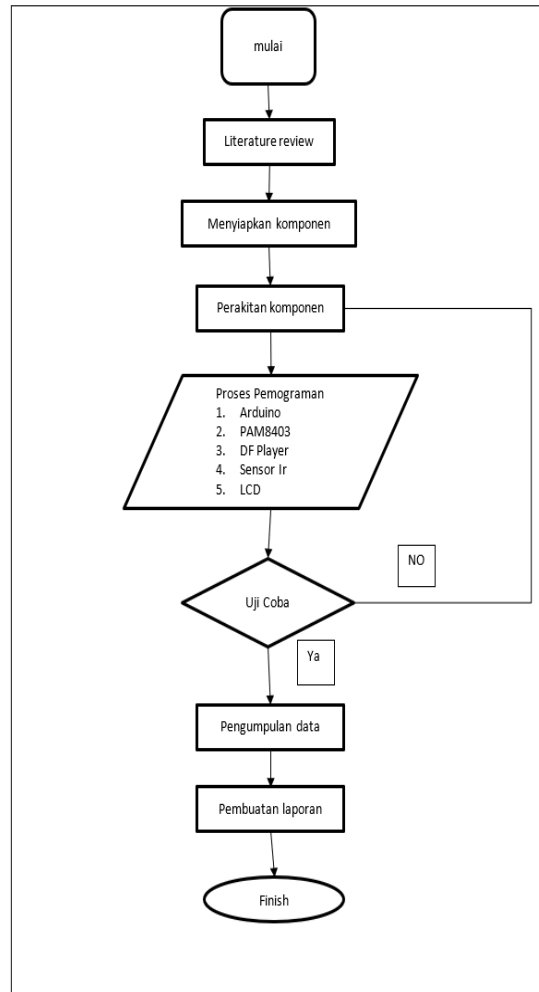 mulai
Literature review
Menyiapkan komponen
Perakitan komponen
Proses Pemograman
1. Arduino
2. PAM8403
3. DF Player
4. Sensor Ir
5. LCD
NO
Uji Coba
Ya
Pengumpulan data
Pembuatan laporan
Finish